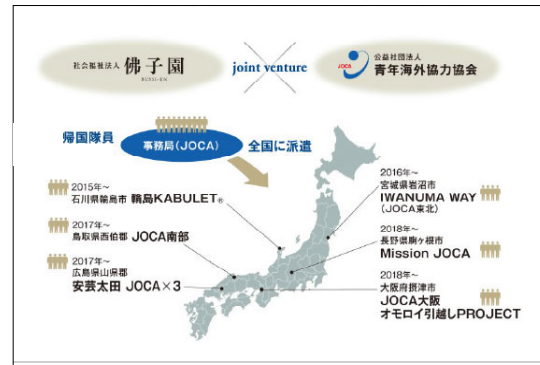 社会福祉法人 佛子園
BUSSI-EN
joint venture
JOCA
公益社団法人
青年海外協力協会
帰国隊員
事務局(JOCA)
全国に派遣
2015年～
石川県輪島市 輪島KABULET®
2017年～
鳥取県西伯郡 JOCA南部
2017年～
広島県山県郡
安芸太田 JOCA×3
2016年～
宮城県岩沼市
IWANUMA WAY
(JOCA東北)
2018年～
長野県駒ヶ根市
Mission JOCA
2018年～
大阪府摂津市
JOCA大阪
オモロイ引越しPROJECT